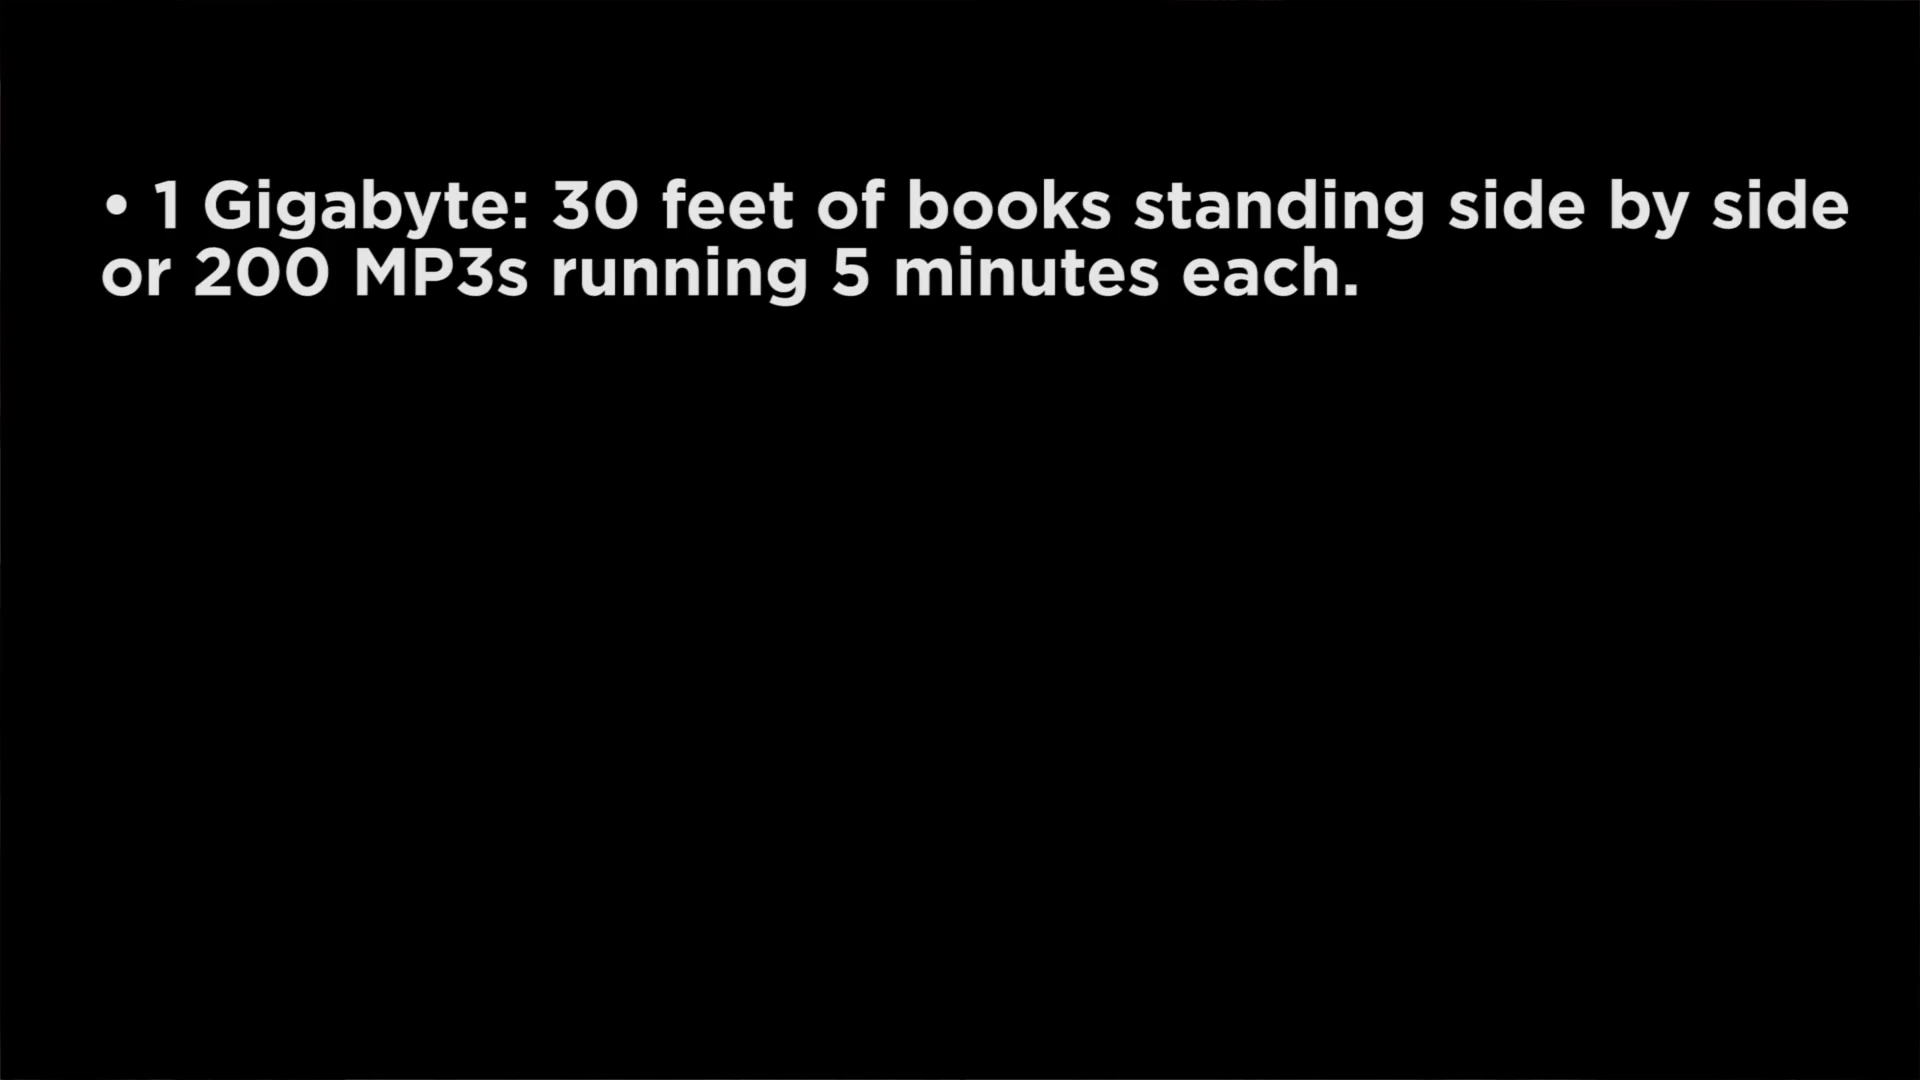 • 1 Gigabyte: 30 feet of books standing side by side
or 200 MP3s running 5 minutes each.